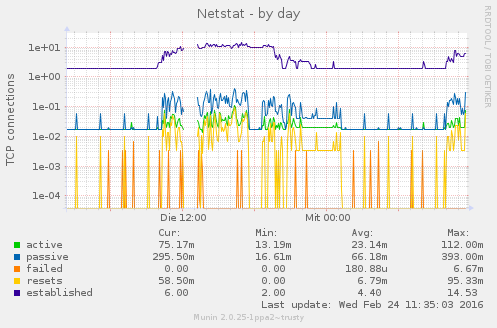 Netstat - by day
RRDTOOL / TOBI OETIKER
TCP connections
1e+01
1e+00
1e-01
1e-02
1e-03
1e-04
Die 12:00 Mit 00:00
Cur: Min: Avg: Max:
active 75.17m 13.19m 23.14m 112.00m
passive 295.50m 16.61m 66.18m 393.00m
failed 0.00 0.00 180.88u 6.67m
resets 58.50m 0.00 6.79m 95.33m
established 6.00 2.00 4.40 14.53
Last update: Wed Feb 24 11:35:03 2016
Munin 2.0.25-1ppa2~trusty